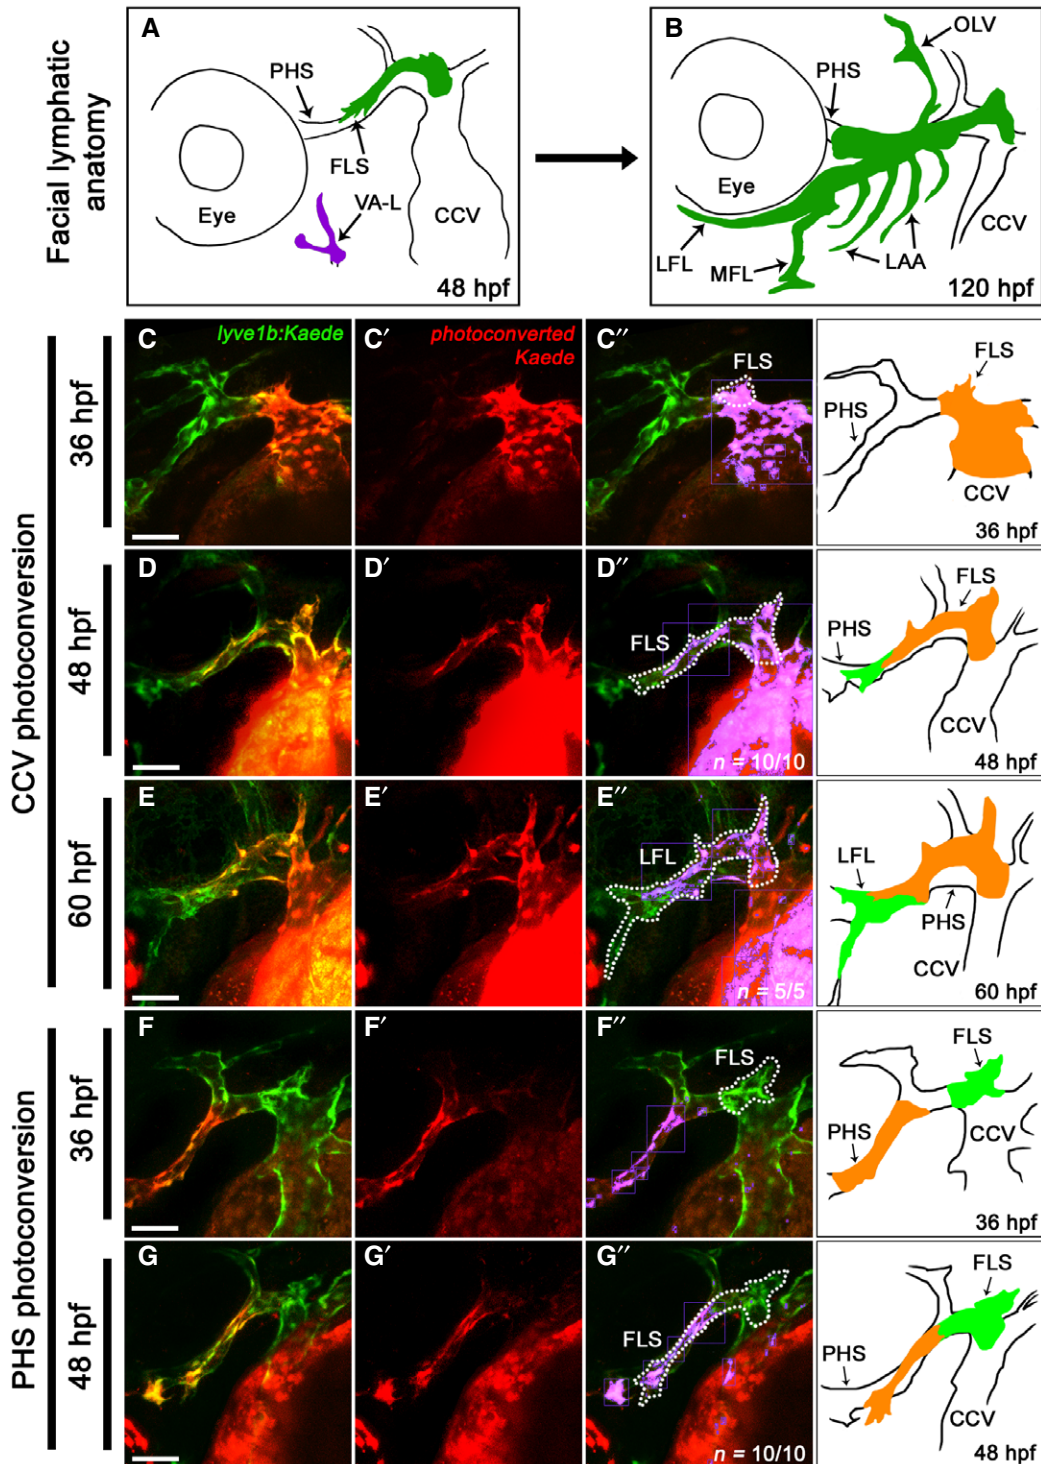 Facial lymphatic
anatomy
A
PHS
FLS
VA-L
Eye
CCV
48 hpf
B
OLV
PHS
Eye
CCV
LFL
MFL
LAA
120 hpf
CCV photoconversion
36 hpf
C
lyve1b:Kaede
C′
photoconverted
Kaede
C″
FLS
FLS
PHS
CCV
36 hpf
48 hpf
D
D′
D″
FLS
n = 10/10
FLS
PHS
CCV
48 hpf
60 hpf
E
E′
E″
LFL
n = 5/5
LFL
PHS
CCV
60 hpf
PHS photoconversion
36 hpf
F
F′
F″
FLS
FLS
PHS
CCV
36 hpf
48 hpf
G
G′
G″
FLS
n = 10/10
FLS
PHS
CCV
48 hpf